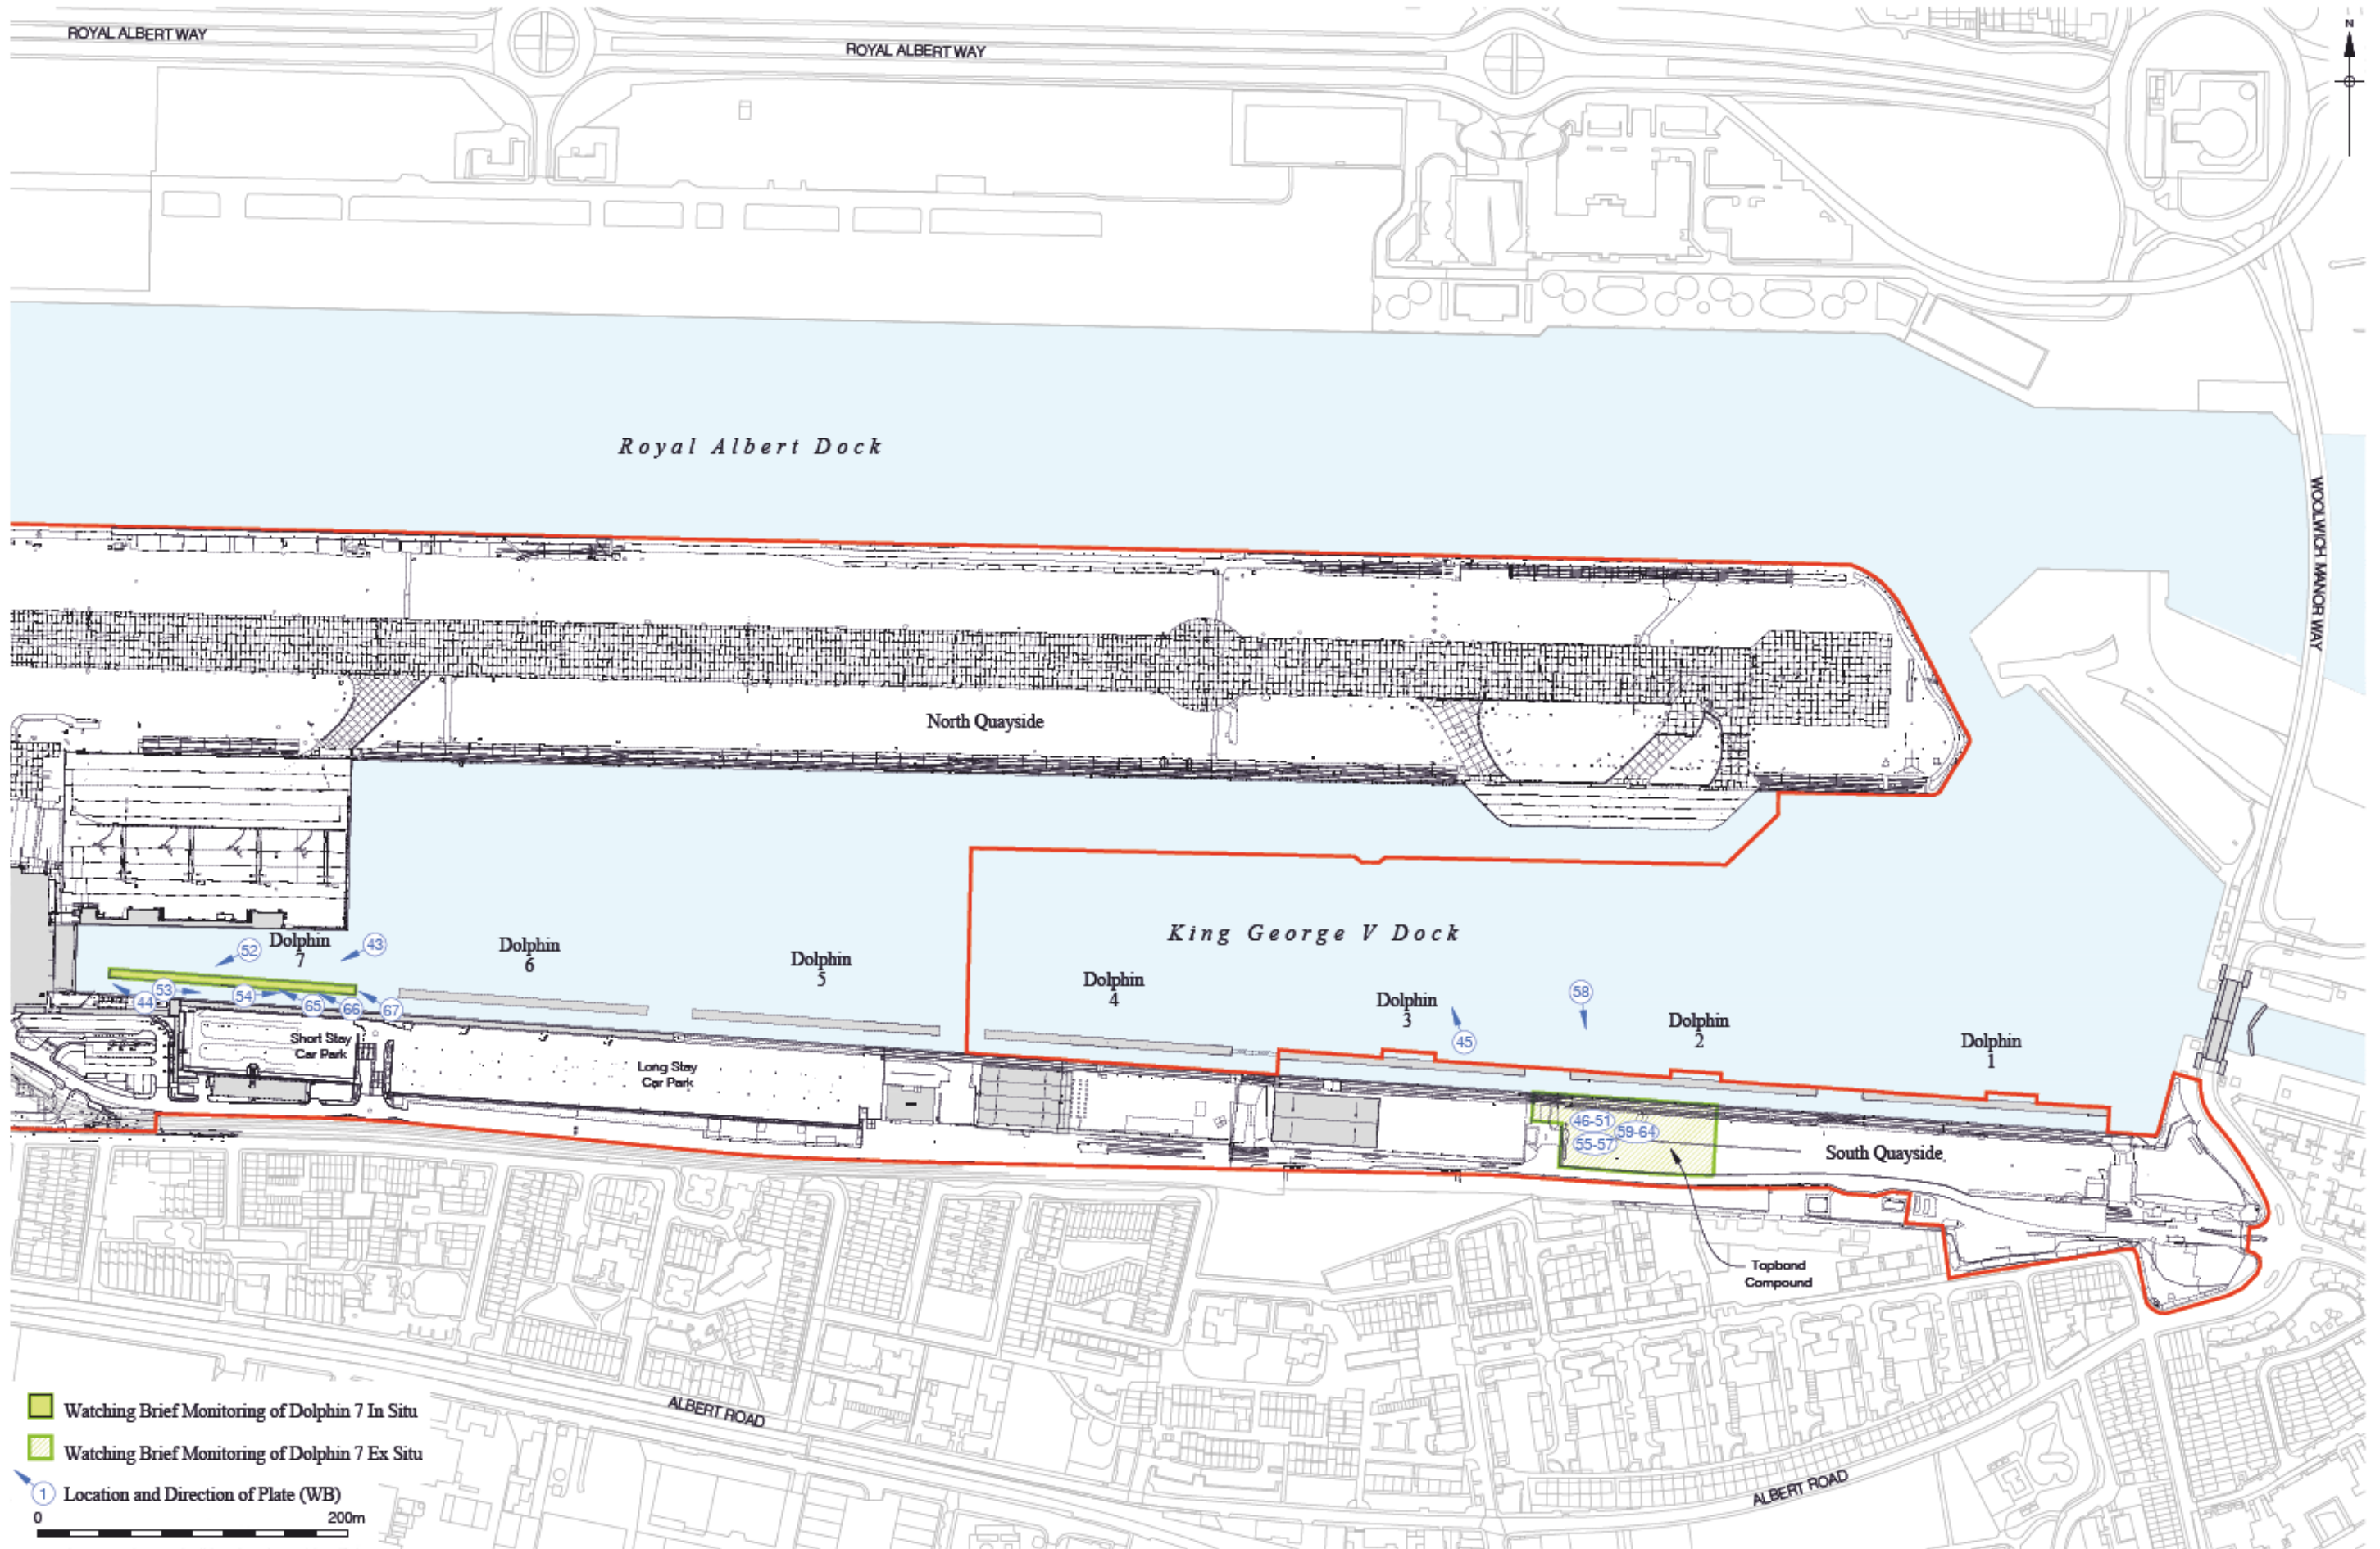 ROYAL ALBERT WAY
ROYAL ALBERT WAY
N
Royal Albert Dock
WOOLWICH MANOR WAY
North Quayside
King George V Dock
52
Dolphin
7
43
Dolphin
6
Dolphin
5
Dolphin
4
Dolphin
3
58
Dolphin
2
Dolphin
1
44
53
54
65
66
67
45
Short Stay
Car Park
Long Stay
Car Park
46-51
59-64
55-57
South Quayside
Tapband
Compound
ALBERT ROAD
ALBERT ROAD
Watching Brief Monitoring of Dolphin 7 In Situ
Watching Brief Monitoring of Dolphin 7 Ex Situ
1 Location and Direction of Plate (WB)
0 200m